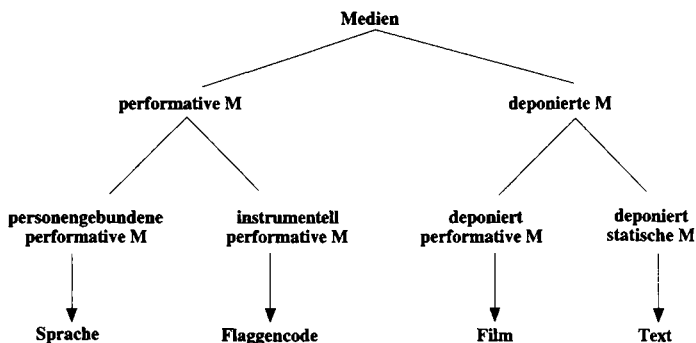 Medien
performative M
deponierte M
personengebundene
performative M
instrumentell
performative M
deponiert
performative M
deponiert
statische M
Sprache
Flaggencode
Film
Text